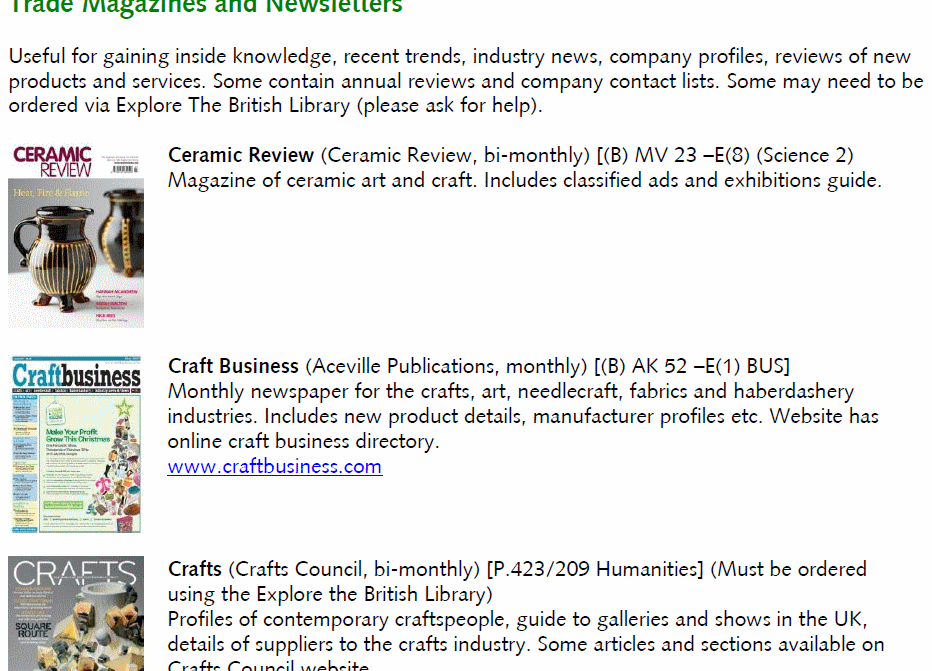 Trade Magazines and Newsletters
Useful for gaining inside knowledge, recent trends, industry news, company profiles, reviews of new
products and services. Some contain annual reviews and company contact lists. Some may need to be
ordered via Explore The British Library (please ask for help).
CERAMIC
REVIEW
Heat, Fire & Flame
Ceramic Review (Ceramic Review, bi-monthly) [(B) MV 23 –E(8) (Science 2)
Magazine of ceramic art and craft. Includes classified ads and exhibitions guide.
Craftbusiness
Make Your Profit
Grow This Christmas
Craft Business (Aceville Publications, monthly) [(B) AK 52 –E(1) BUS]
Monthly newspaper for the crafts, art, needlecraft, fabrics and haberdashery
industries. Includes new product details, manufacturer profiles etc. Website has
online craft business directory.
www.craftbusiness.com
CRAFTS
SQUARE
ROUTE
Crafts (Crafts Council, bi-monthly) [P.423/209 Humanities] (Must be ordered
using the Explore the British Library)
Profiles of contemporary craftspeople, guide to galleries and shows in the UK,
details of suppliers to the crafts industry. Some articles and sections available on
Crafts Council website